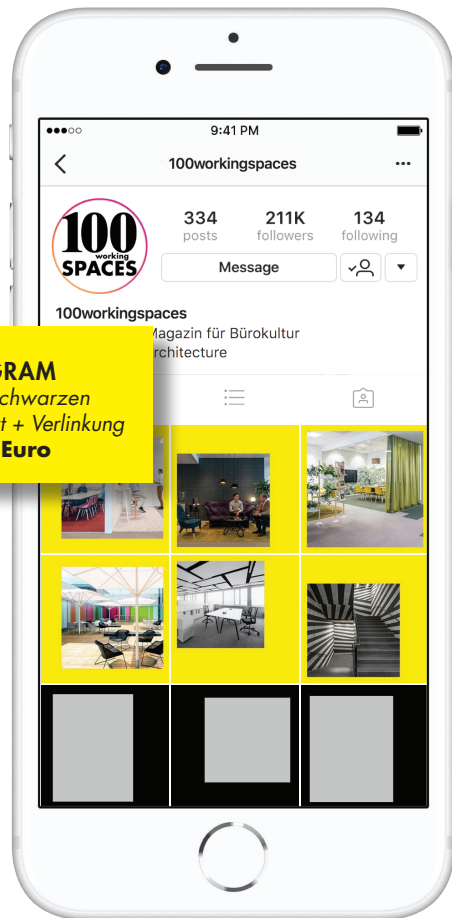 9:41 PM
100workingspaces
100
working
SPACES
334 211K 134
posts followers following
Message
100workingspaces
Magazin für Bürokultur
rchitecture
GRAM
chwarzen
t + Verlinkung
Euro